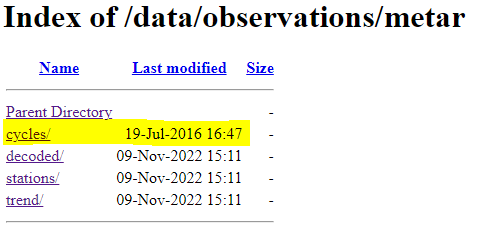 Index of /data/observations/metar
Name Last modified Size
Parent Directory -
cycles/ 19-Jul-2016 16:47 -
decoded/ 09-Nov-2022 15:11 -
stations/ 09-Nov-2022 15:11 -
trend/ 09-Nov-2022 15:11 -